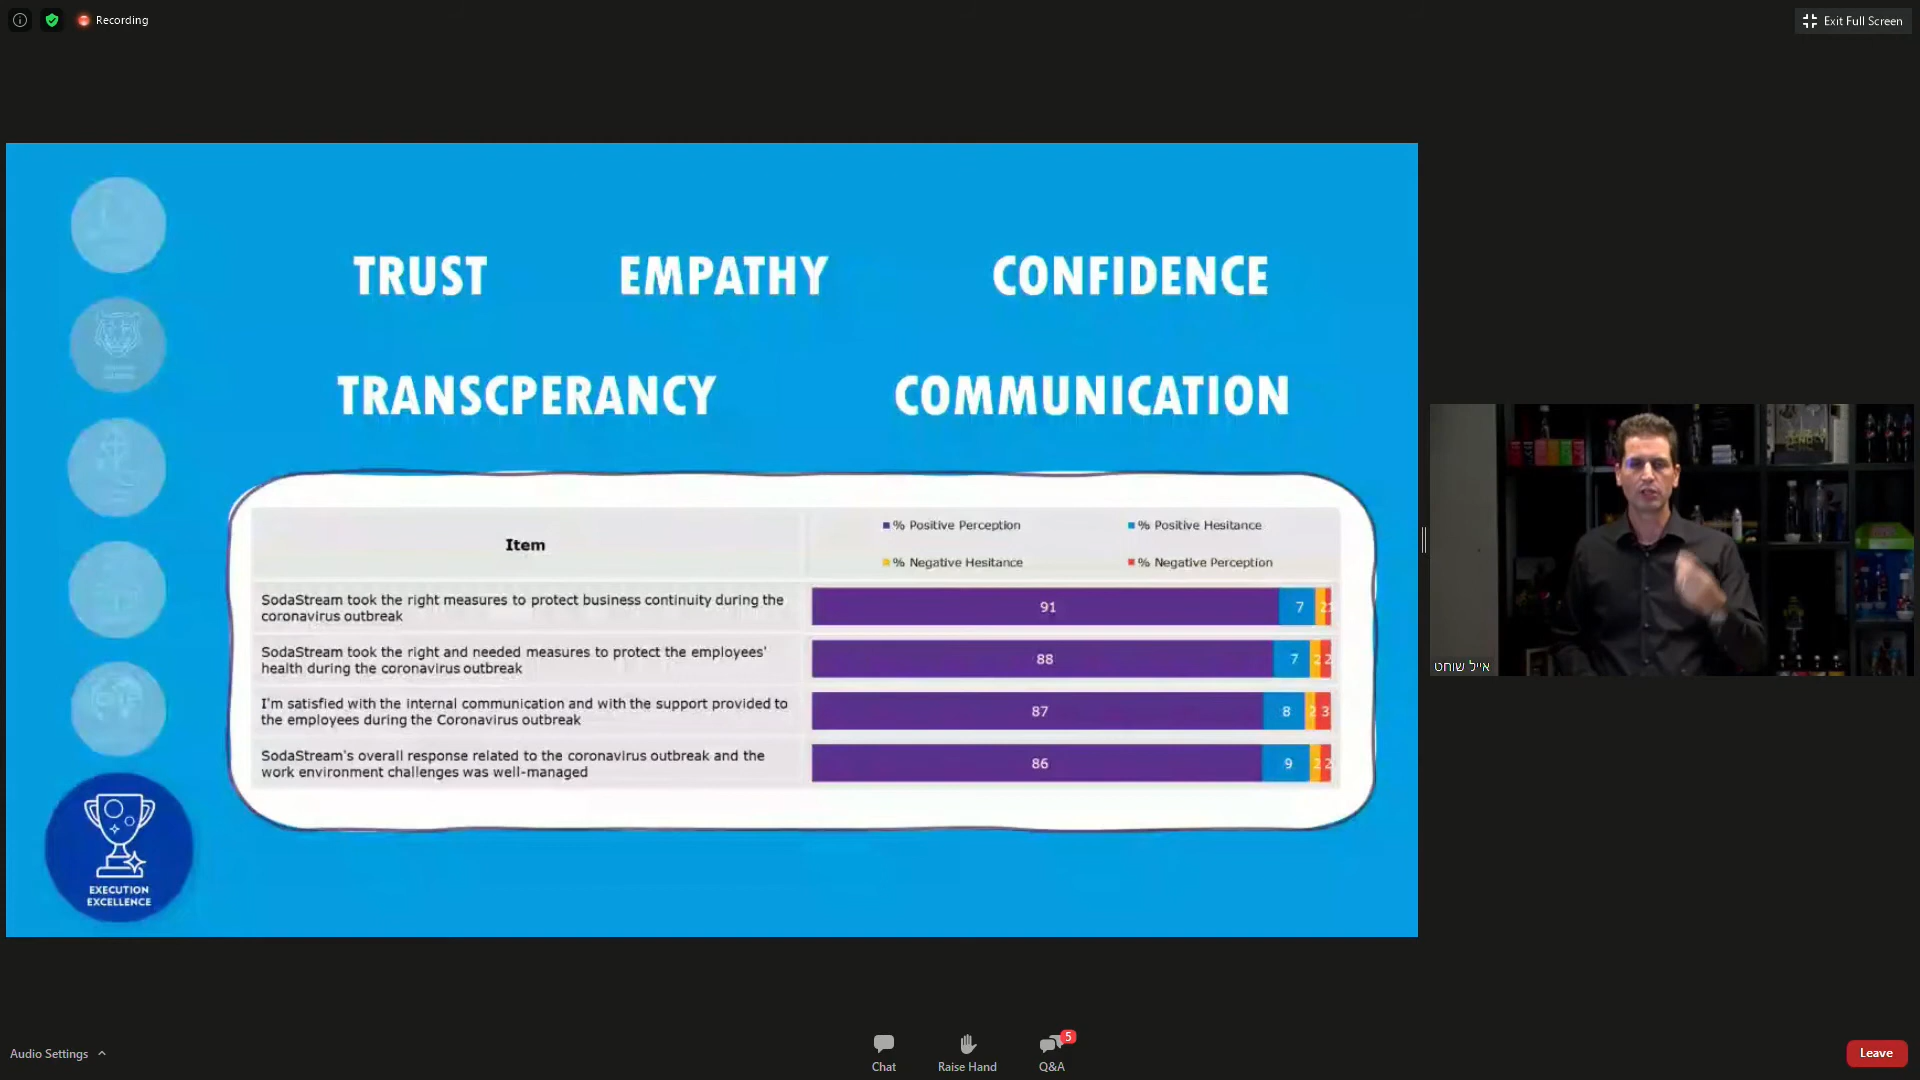 Recording
Exit Full Screen
TRUST EMPATHY CONFIDENCE
TRANSCPERANCY COMMUNICATION
Item
% Positive Perception % Positive Hesitance
% Negative Hesitance % Negative Perception
SodaStream took the right measures to protect business continuity during the
coronavirus outbreak
91 7 2 1
SodaStream took the right and needed measures to protect the employees'
health during the coronavirus outbreak
88 7 2 2
I'm satisfied with the internal communication and with the support provided to
the employees during the Coronavirus outbreak
87 8 2 3
SodaStream's overall response related to the coronavirus outbreak and the
work environment challenges was well-managed
86 9 2 2
EXECUTION
EXCELLENCE
אייל שוחט
Audio Settings
Chat
Raise Hand
5
Q&A
Leave